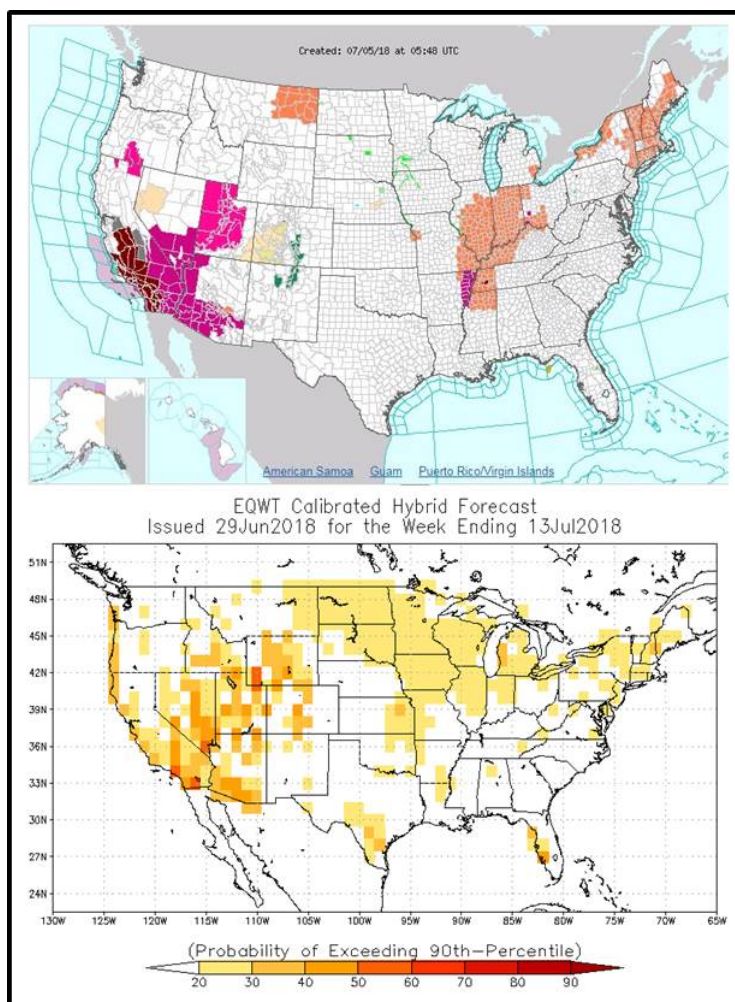 Created: 07/05/18 at 05:48 UTC
American Samoa Guam Puerto Rico/Virgin Islands
EQWT Calibrated Hybrid Forecast
Issued 29Jun2018 for the Week Ending 13Jul2018
51N
48N
45N
42N
39N
36N
33N
30N
27N
24N
130W 125W 120W 115W 110W 105W 100W 95W 90W 85W 80W 75W 70W 65W
(Probability of Exceeding 90th-Percentile)
20 30 40 50 60 70 80 90